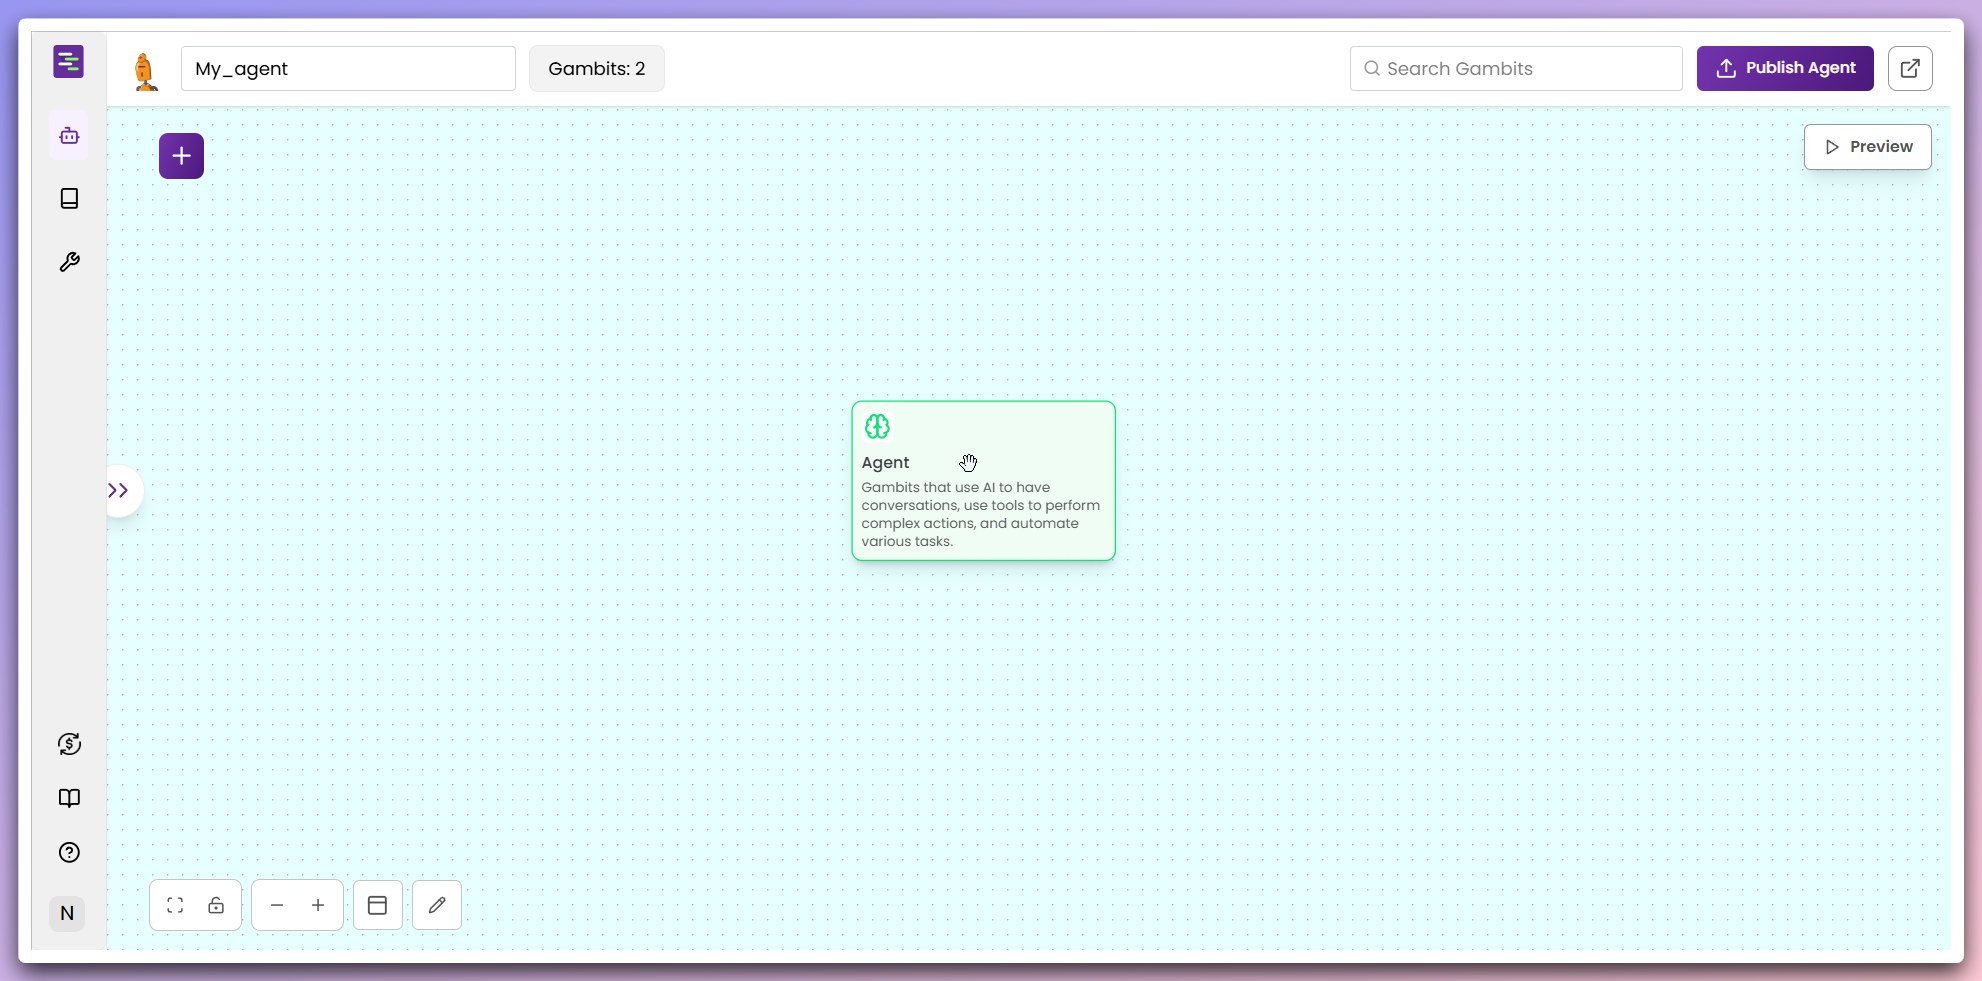 My_agent
Gambits: 2
Search Gambits
Publish Agent
Preview
Agent
Gambits that use AI to have
conversations, use tools to perform
complex actions, and automate
various tasks.
N